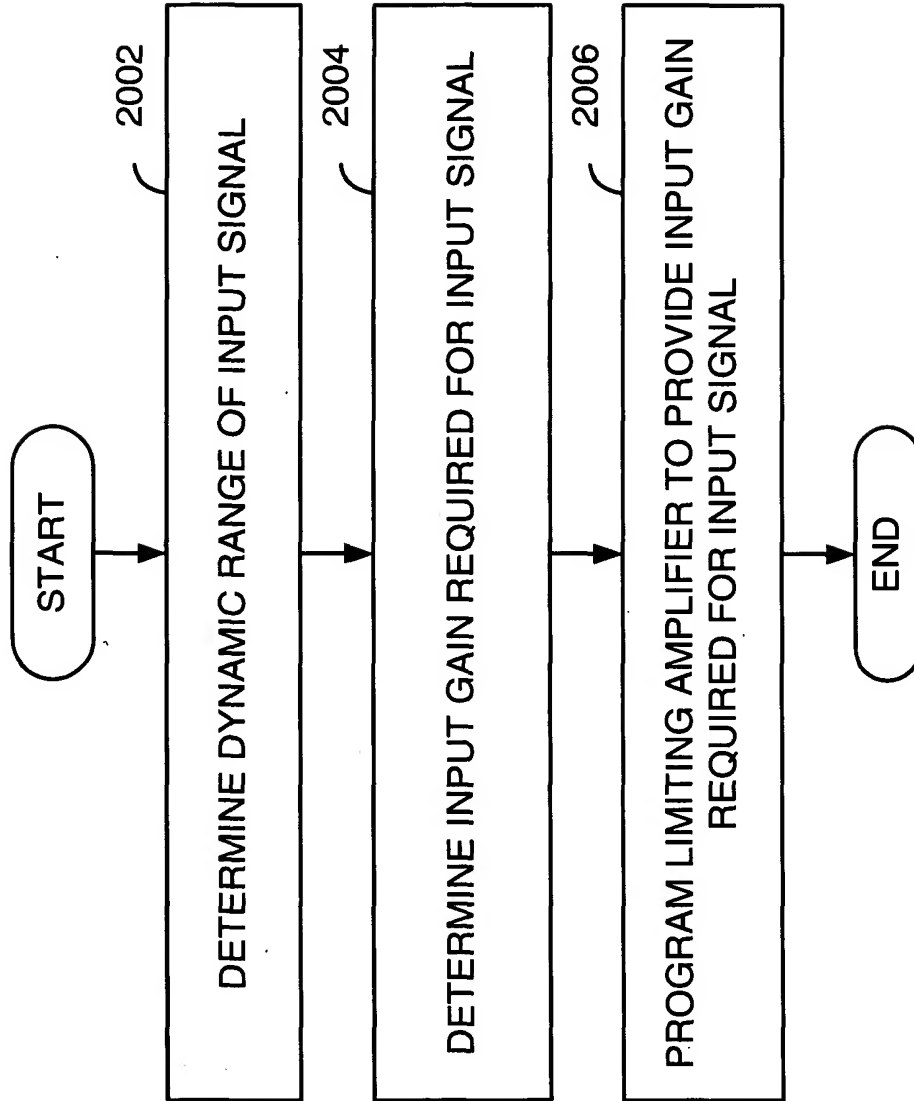 START
2002
DETERMINE DYNAMIC RANGE OF INPUT SIGNAL
2004
DETERMINE INPUT GAIN REQUIRED FOR INPUT SIGNAL
2006
PROGRAM LIMITING AMPLIFIER TO PROVIDE INPUT GAIN
REQUIRED FOR INPUT SIGNAL
END